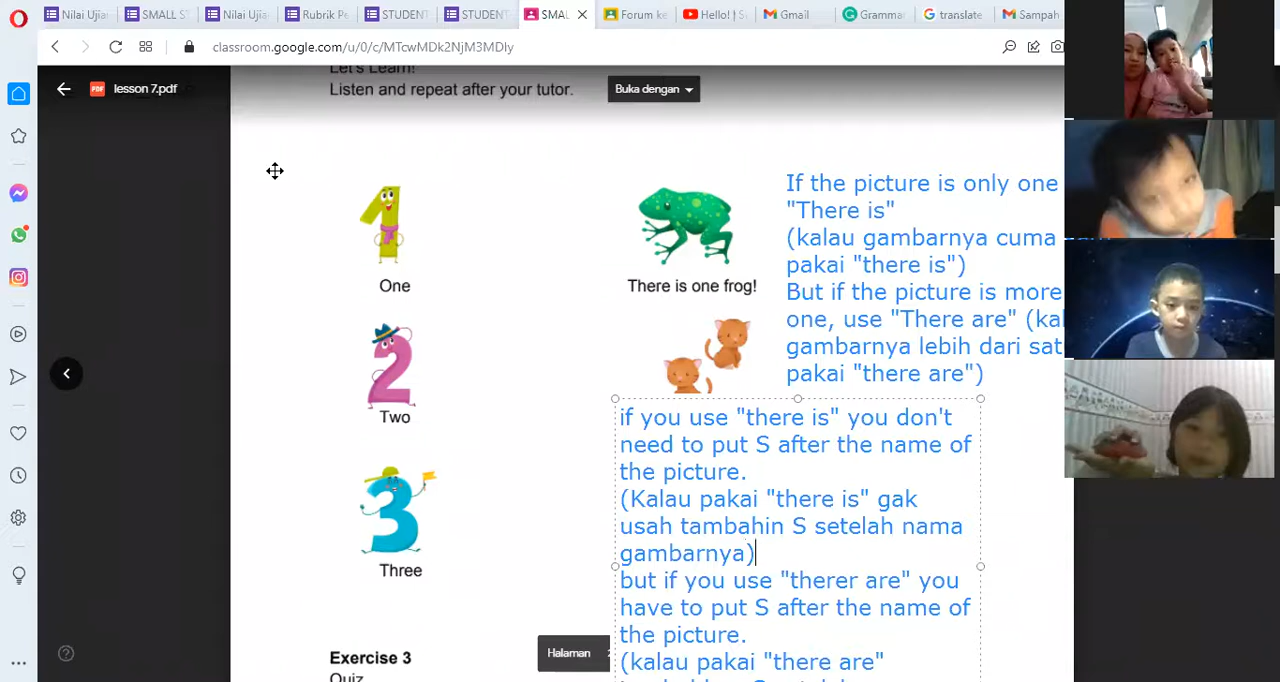 Nilai Ujia
SMALL S
Nilai Ujia
Rubrik Pe
STUDENT
STUDENT
SMAL
Forum ke
Hello! | S
Gmail
Gramma
translate
Sampah
classroom.google.com/u/0/c/MTcwMDk2NjM3MDIy
Let's Learn!
PDF
lesson 7.pdf
Listen and repeat after your tutor.
Buka dengan
If the picture is only one
"There is"
(kalau gambarnya cuma
pakai "there is")
But if the picture is more
one, use "There are" (kal
gambarnya lebih dari sat
pakai "there are")
One
There is one frog!
Two
if you use "there is" you don't
need to put S after the name of
the picture.
(Kalau pakai "there is" gak
usah tambahin S setelah nama
gambarnya)
but if you use "therer are" you
have to put S after the name of
the picture.
(kalau pakai "there are"
Three
Exercise 3
Quiz
Halaman